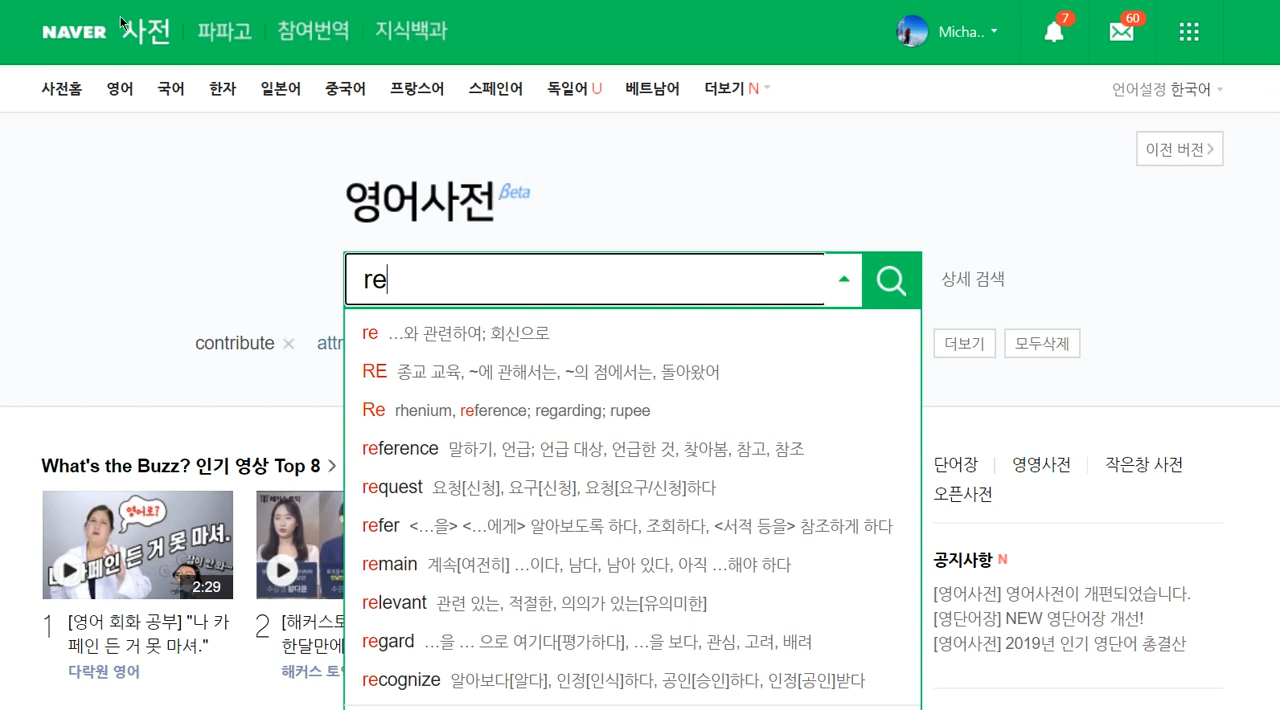 NAVER 사전 파파고 참여번역 지식백과 Micha.. 7 60
사전홈 영어 국어 한자 일본어 중국어 프랑스어 스페인어 독일어 U 베트남어 더보기 N 언어설정 한국어
이전 버전
영어사전 Beta
re 상세 검색
contribute × attr 더보기 모두삭제
re …와 관련하여; 회신으로
RE 종교 교육, ~에 관해서는, ~의 점에서는, 돌아왔어
Re rhenium, reference; regarding; rupee
reference 말하기, 언급; 언급 대상, 언급한 것, 찾아봄, 참고, 참조
request 요청[신청], 요구[신청], 요청[요구/신청]하다
refer <…을> <…에게> 알아보도록 하다, 조회하다, <서적 등을> 참조하게 하다
remain 계속[여전히] …이다, 남다, 남아 있다, 아직 …해야 하다
relevant 관련 있는, 적절한, 의의가 있는[유의미한]
regard …을 … 으로 여기다[평가하다], …을 보다, 관심, 고려, 배려
recognize 알아보다[알다], 인정[인식]하다, 공인[승인]하다, 인정[공인]받다
What's the Buzz? 인기 영상 Top 8
영어로?
든 거 못 마셔.
2:29
해커스토익
1 [영어 회화 공부] "나 카
페인 든 거 못 마셔."
다락원 영어
2 [해커스토
한달만에
해커스 토익
단어장 영영사전 작은창 사전
오픈사전
공지사항 N
[영어사전] 영어사전이 개편되었습니다.
[영단어장] NEW 영단어장 개선!
[영어사전] 2019년 인기 영단어 총결산